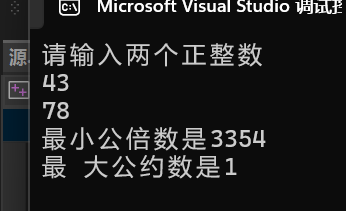 Microsoft Visual Studio 调试
源
请输入两个正整数
43
78
最小公倍数是3354
最 大公约数是1